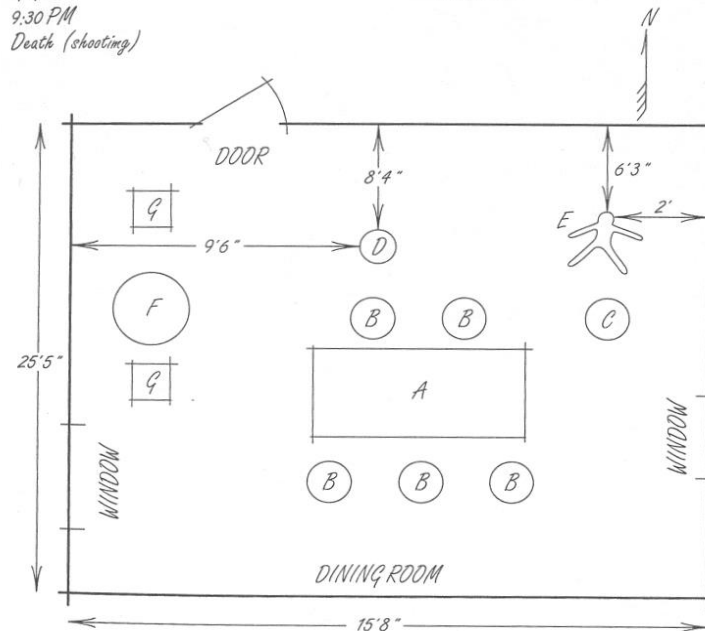 9:30 PM
Death (shooting)
N
DOOR
8'4"
6'3"
G
E
2'
9'6"
D
F
B
B
C
25'5"
G
A
WINDOW
WINDOW
B
B
B
DINING ROOM
15'8"